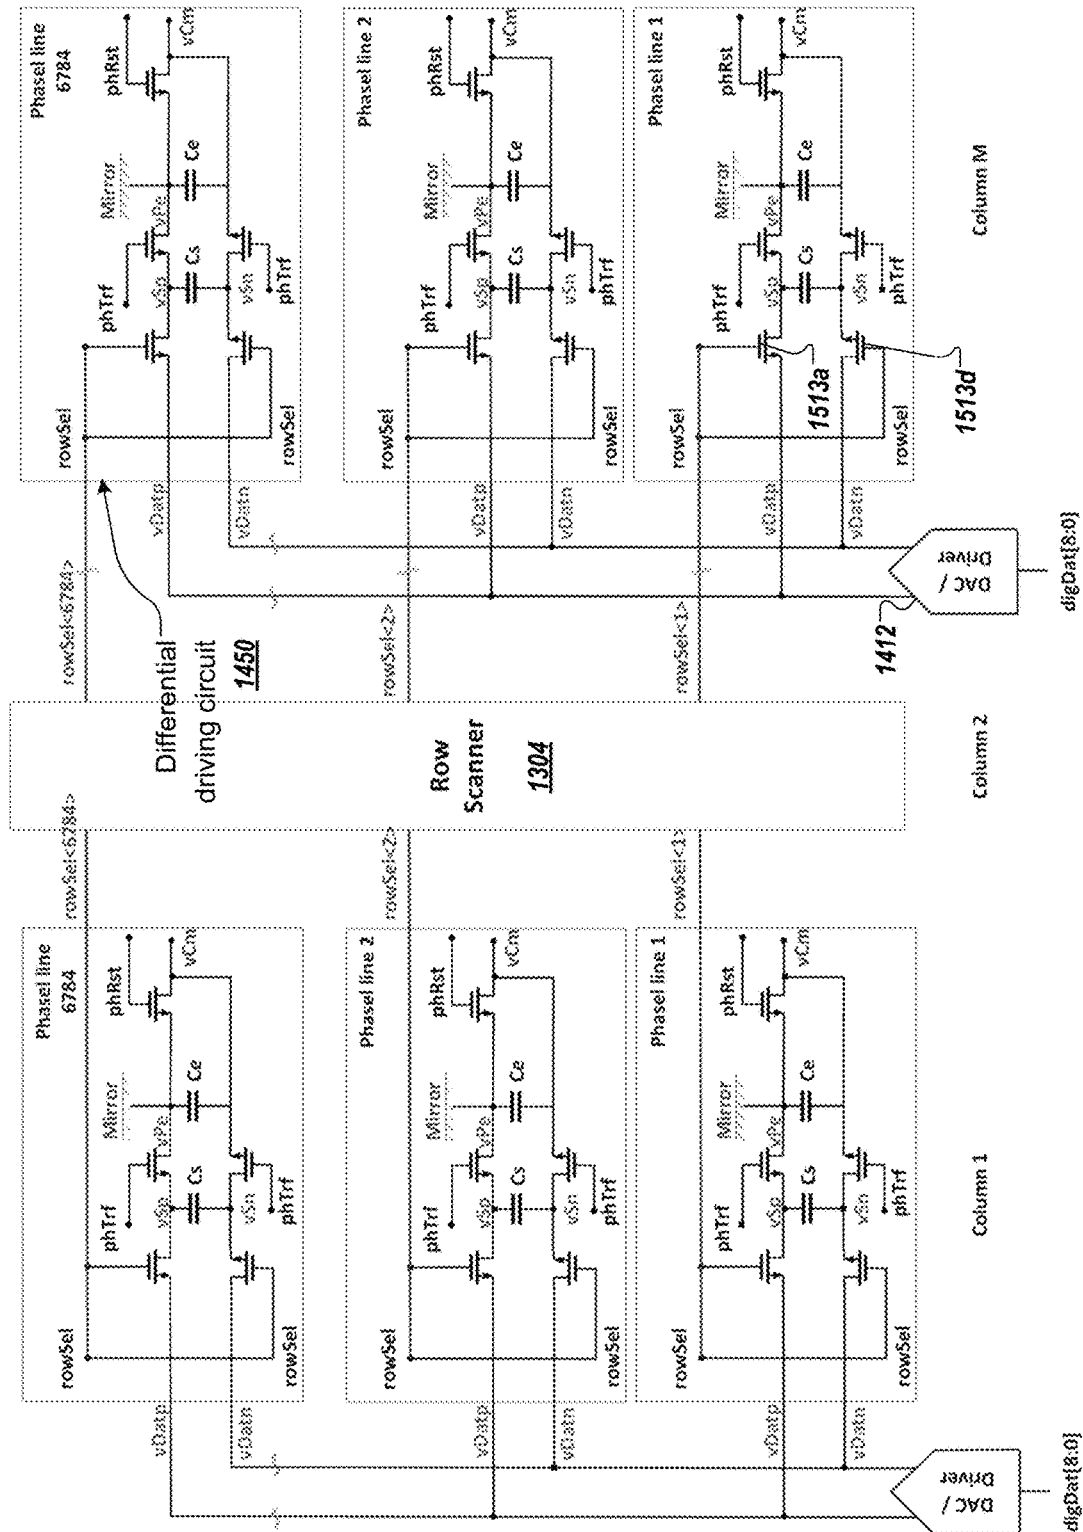 Phasel line
6784
phRst
vCm
Mirror
vPe
Ce
phTrf
vSp
Cs
vSn
phTrf
rowSel
rowSel
vDatp
vDatn
rowSel<6784>
Phasel line 2
phRst
vCm
Mirror
vPe
Ce
phTrf
vSp
Cs
vSn
phTrf
rowSel
rowSel
vDatp
vDatn
rowSel<2>
Phasel line 1
phRst
vCm
Mirror
vPe
Ce
phTrf
vSp
Cs
vSn
phTrf
rowSel
rowSel
vDatp
vDatn
rowSel<1>
1513a
1513d
Column M
DAC /
Driver
digDat[8:0]
1412
Differential
driving circuit
1450
Row
Scanner
1304
Column 2
rowSel<6784>
Phasel line
6784
phRst
vCm
Mirror
vPe
Ce
phTrf
vSp
Cs
vSn
phTrf
rowSel
rowSel
vDatp
vDatn
rowSel<2>
Phasel line 2
phRst
vCm
Mirror
vPe
Ce
phTrf
vSp
Cs
vSn
phTrf
rowSel
rowSel
vDatp
vDatn
rowSel<1>
Phasel line 1
phRst
vCm
Mirror
vPe
Ce
phTrf
vSp
Cs
vSn
phTrf
rowSel
rowSel
vDatp
vDatn
Column 1
DAC /
Driver
digDat[8:0]